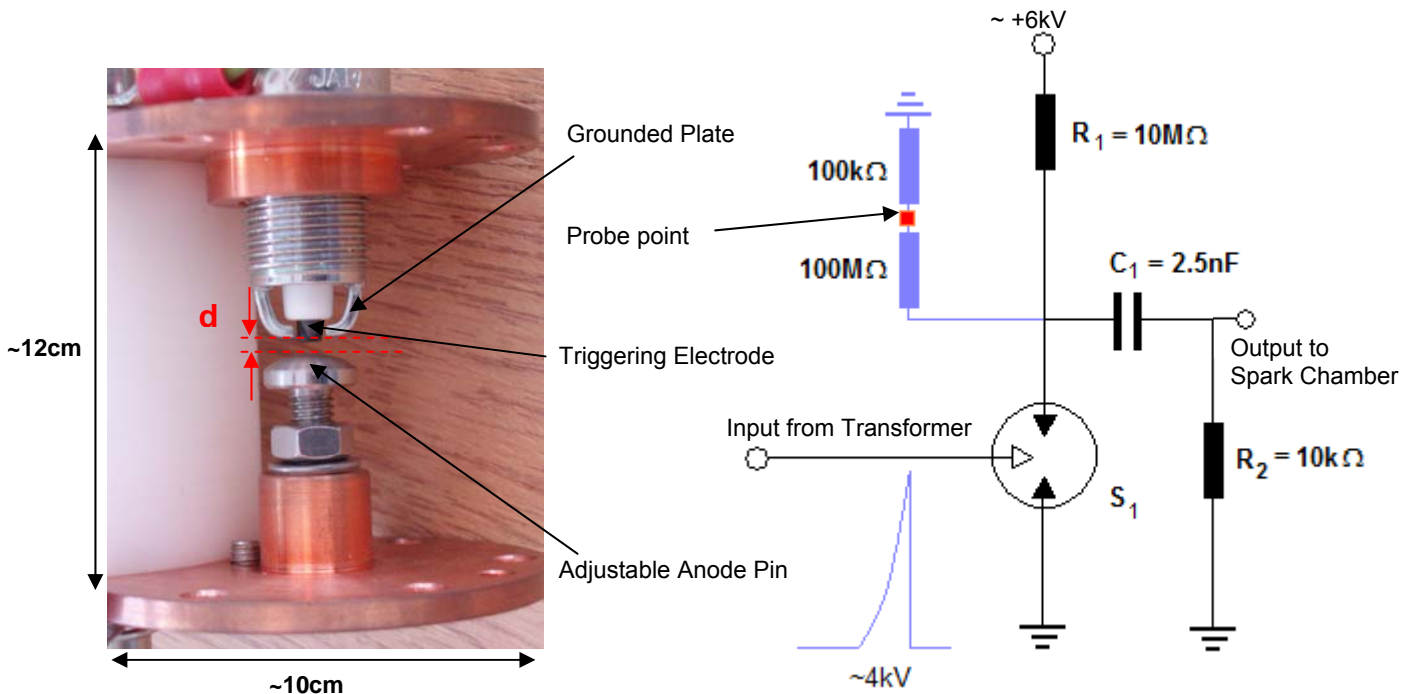 ~ +6kV
Grounded Plate
100kΩ
R1 = 10MΩ
Probe point
100MΩ
C1 = 2.5nF
d
~12cm
Triggering Electrode
Output to
Spark Chamber
Input from Transformer
R2 = 10kΩ
S1
Adjustable Anode Pin
~4kV
~10cm